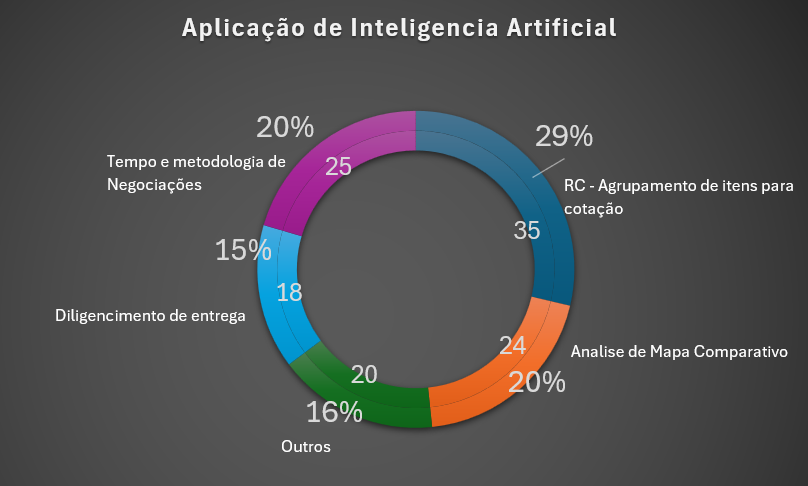 Aplicação de Inteligencia Artificial
20%
29%
Tempo e metodologia de
Negociações
25
RC - Agrupamento de itens para
cotação
35
15%
18
Diligencimento de entrega
24
Analise de Mapa Comparativo
20%
20
16%
Outros